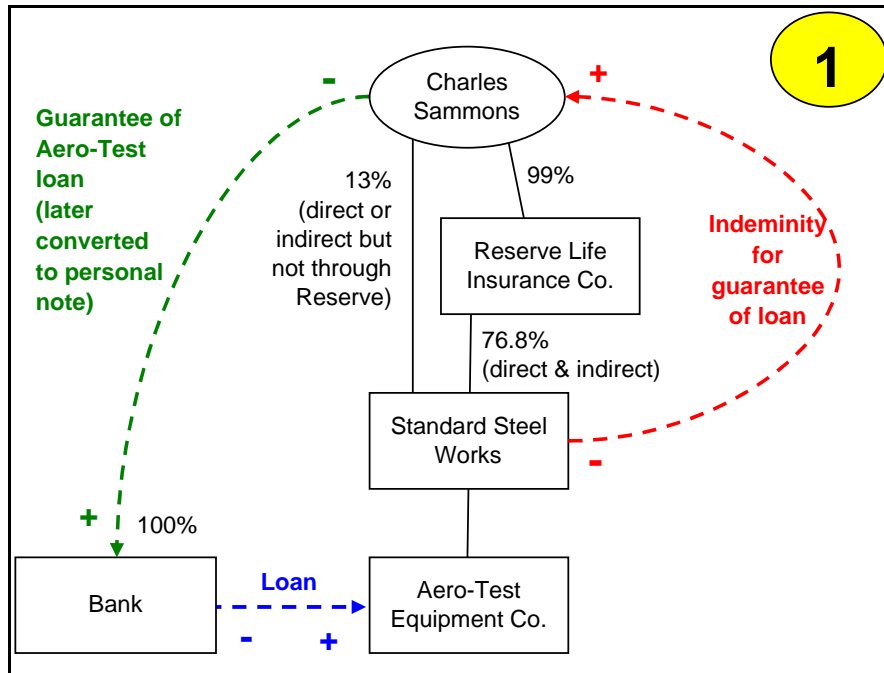 1
-
+
Charles
Sammons
Guarantee of
Aero-Test
loan
(later
converted
to personal
note)
13%
(direct or
indirect but
not through
Reserve)
99%
Reserve Life
Insurance Co.
Indeminity
for
guarantee
of loan
76.8%
(direct & indirect)
Standard Steel
Works
-
+
100%
Bank
Loan
-
+
Aero-Test
Equipment Co.